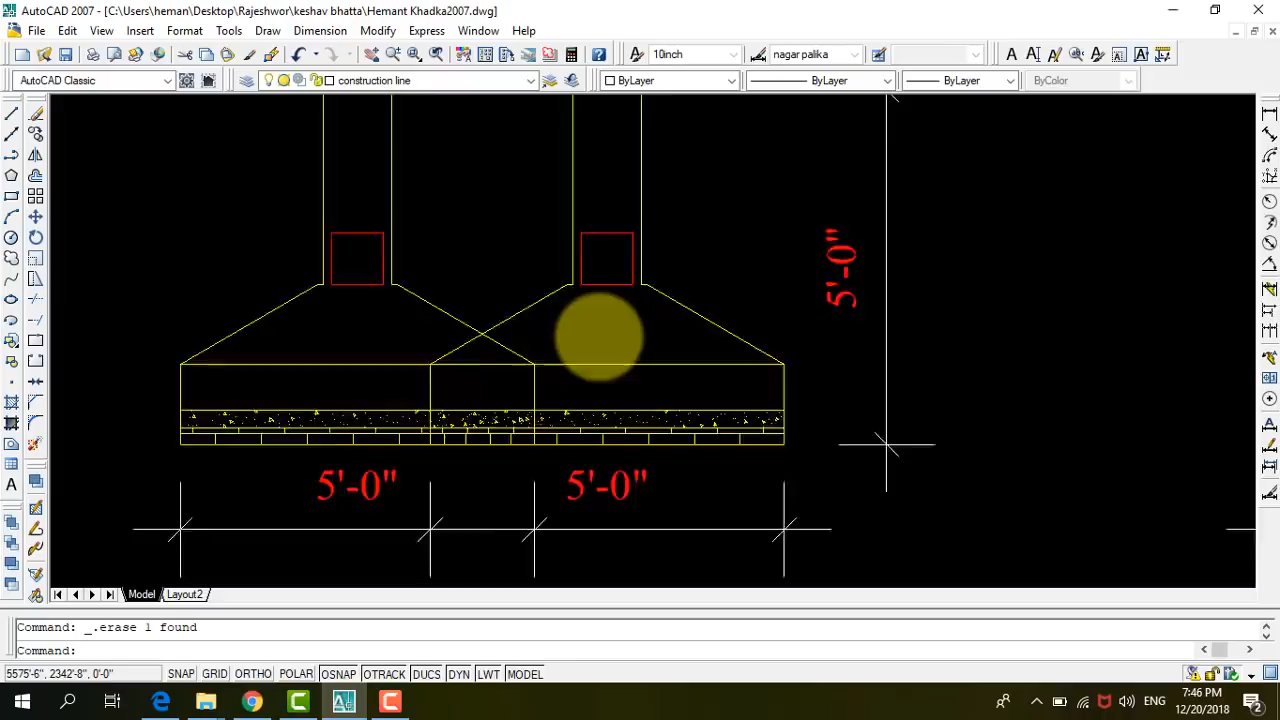 AutoCAD 2007 - [C:\Users\heman\Desktop\Rajeshwor\keshav bhatta\Hemant Khadka2007.dwg]
File Edit View Insert Format Tools Draw Dimension Modify Express Window Help
10inch nagar palika
AutoCAD Classic construction line ByLayer ByLayer ByLayer ByColor
5'-0"
5'-0" 5'-0"
Model Layout2
Command: _.erase 1 found
Command:
5575'-6", 2342'-8", 0'-0" SNAP GRID ORTHO POLAR OSNAP OTRACK DUCS DYN LWT MODEL
ENG 7:46 PM
12/20/2018
2